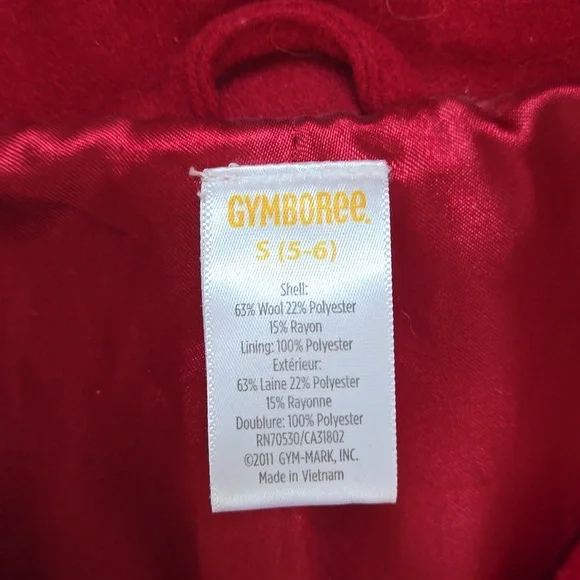 GYMBOREE.
S (5-6)
Shell:
63% Wool 22% Polyester
15% Rayon
Lining: 100% Polyester
Extérieur:
63% Laine 22% Polyester
15% Rayonne
Doublure: 100% Polyester
RN70530/CA31802
©2011 GYM-MARK, INC.
Made in Vietnam